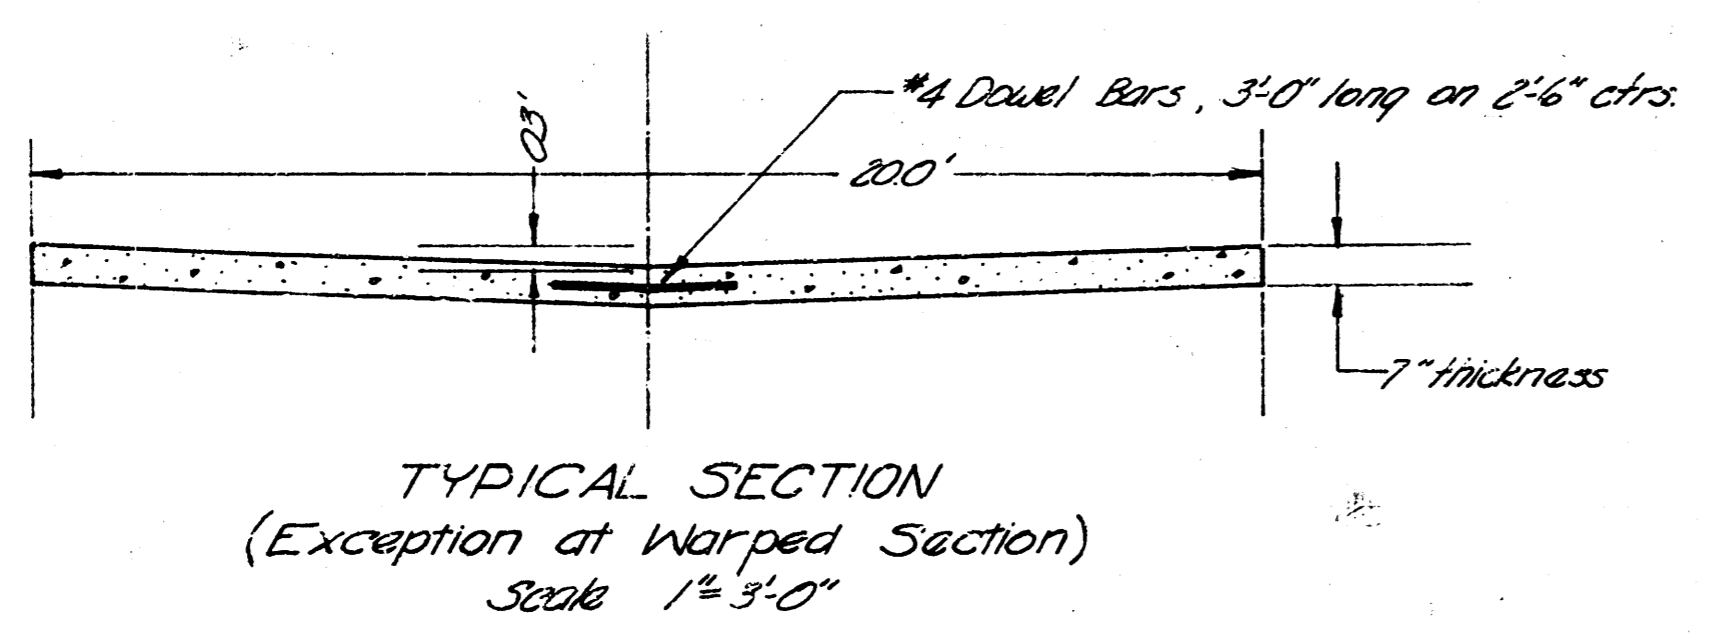 #4 Dowel Bars, 3'-0" long on 2'-6" ctrs.
0.3'
20.0'
7" thickness
TYPICAL SECTION
(Exception at Warped Section)
Scale 1"= 3'-0"